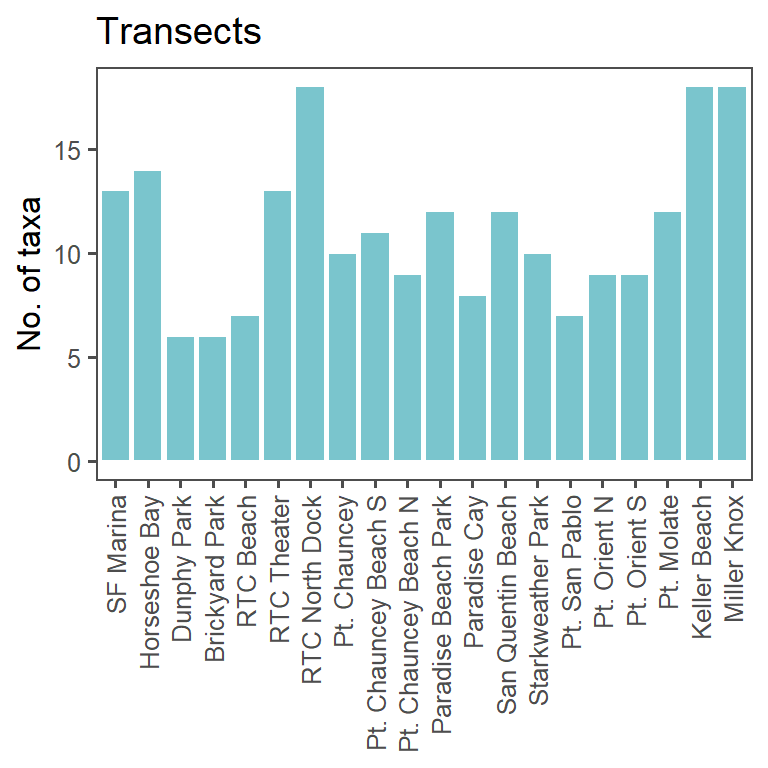 Transects
No. of taxa
15
10
5
0
SF Marina
Horseshoe Bay
Dunphy Park
Brickyard Park
RTC Beach
RTC Theater
RTC North Dock
Pt. Chauncey
Pt. Chauncey Beach S
Pt. Chauncey Beach N
Paradise Beach Park
Paradise Cay
San Quentin Beach
Starkweather Park
Pt. San Pablo
Pt. Orient N
Pt. Orient S
Pt. Molate
Keller Beach
Miller Knox